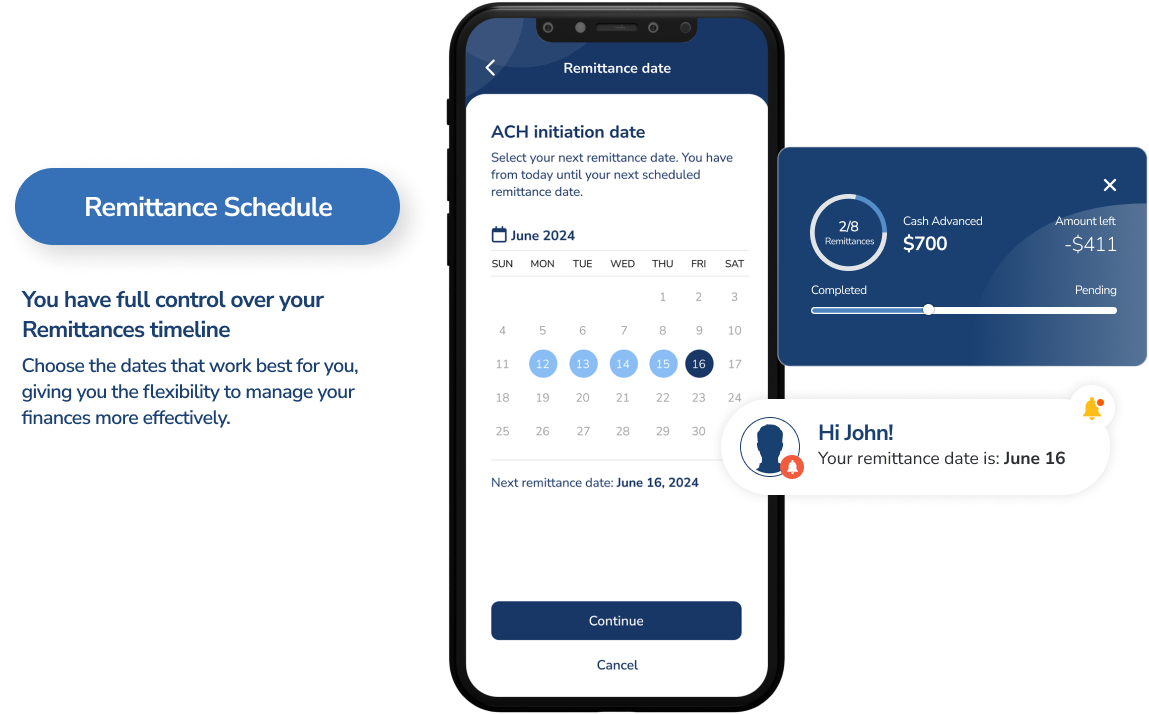 Remittance Schedule
You have full control over your
Remittances timeline
Choose the dates that work best for you,
giving you the flexibility to manage your
finances more effectively.
Remittance date
ACH initiation date
Select your next remittance date. You have
from today until your next scheduled
remittance date.
June 2024
SUN MON TUE WED THU FRI SAT
1 2 3
4 5 6 7 8 9 10
11 12 13 14 15 16 17
18 19 20 21 22 23 24
25 26 27 28 29 30
Next remittance date: June 16, 2024
Continue
Cancel
2/8
Remittances
Cash Advanced
$700
Amount left
-$411
Completed
Pending
Hi John!
Your remittance date is: June 16